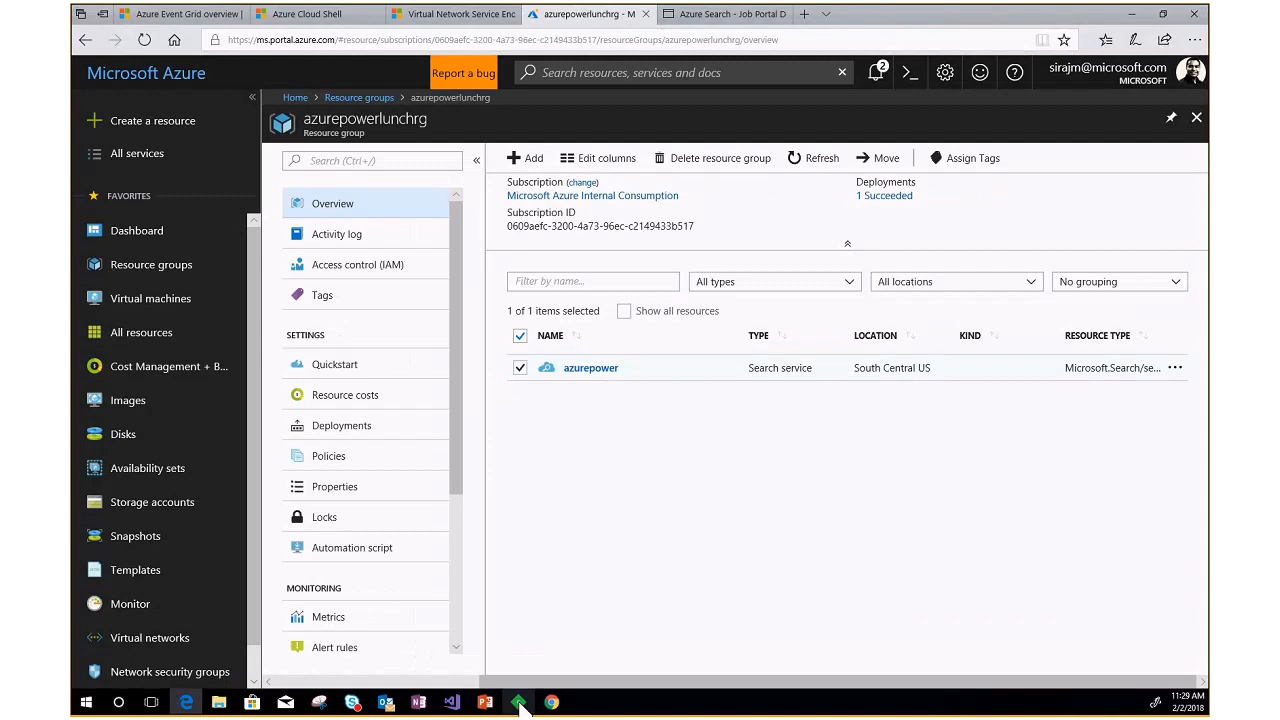 Azure Event Grid overview |
Azure Cloud Shell
Virtual Network Service Enc
azurepowerlunchrg - M
Azure Search - Job Portal D
https://ms.portal.azure.com/#resource/subscriptions/0609aefc-3200-4a73-96ec-c2149433b517/resourceGroups/azurepowerlunchrg/overview
Microsoft Azure
Report a bug
Search resources, services and docs
2
sirajm@microsoft.com
MICROSOFT
Create a resource
All services
FAVORITES
Dashboard
Resource groups
Virtual machines
All resources
Cost Management + B...
Images
Disks
Availability sets
Storage accounts
Snapshots
Templates
Monitor
Virtual networks
Network security groups
Home > Resource groups > azurepowerlunchrg
azurepowerlunchrg
Resource group
Search (Ctrl+/)
Overview
Activity log
Access control (IAM)
Tags
SETTINGS
Quickstart
Resource costs
Deployments
Policies
Properties
Locks
Automation script
MONITORING
Metrics
Alert rules
Add Edit columns Delete resource group Refresh Move Assign Tags
Subscription (change)
Microsoft Azure Internal Consumption
Subscription ID
0609aefc-3200-4a73-96ec-c2149433b517
Deployments
1 Succeeded
Filter by name... All types All locations No grouping
1 of 1 items selected Show all resources
NAME TYPE LOCATION KIND RESOURCE TYPE
azurepower Search service South Central US Microsoft.Search/se... •••
11:29 AM
2/2/2018